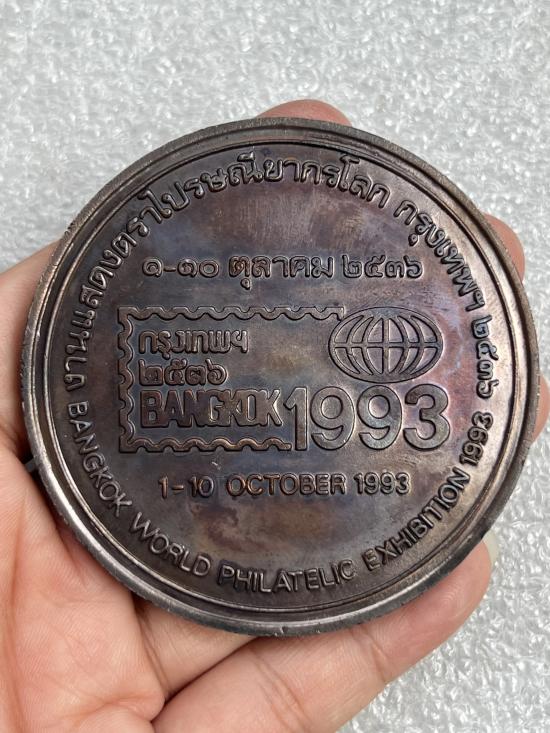 งานแสดงตราไปรษณียากรโลก กรุงเทพฯ ๒๕๓๖
๑-๑๐ ตุลาคม ๒๕๓๖
กรุงเทพฯ
๒๕๓๖
BANGKOK 1993
1-10 OCTOBER 1993
BANGKOK WORLD PHILATELIC EXHIBITION 1993